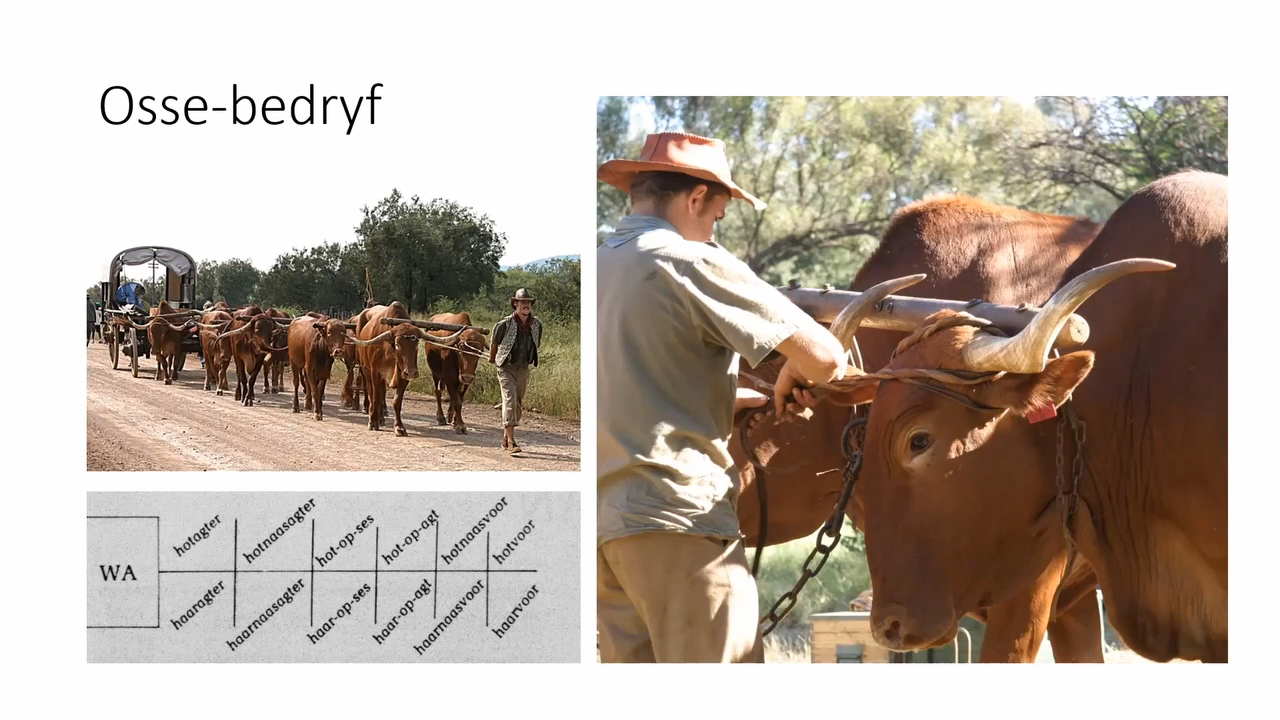 Osse-bedryf
WA
hotagter
hotnaasagter
hot-op-ses
hot-op-agt
hotnaasvoor
hotvoor
haaragter
haarnaasagter
haar-op-ses
haar-op-agt
haarnaasvoor
haarvoor